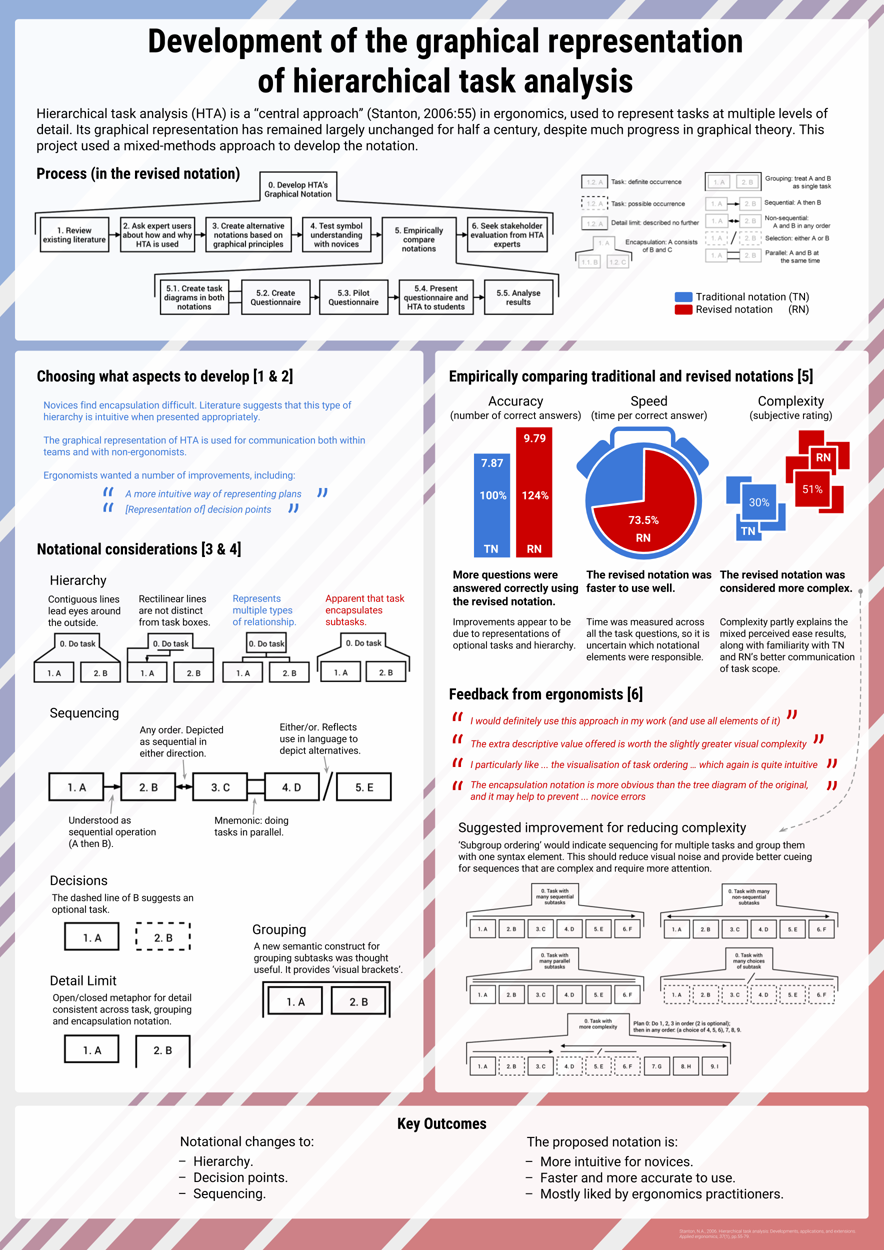 Development of the graphical representation
of hierarchical task analysis
Hierarchical task analysis (HTA) is a “central approach” (Stanton, 2006:55) in ergonomics, used to represent tasks at multiple levels of
detail. Its graphical representation has remained largely unchanged for half a century, despite much progress in graphical theory. This
project used a mixed-methods approach to develop the notation.
Process (in the revised notation)
0. Develop HTA's
Graphical Notation
1. Review
existing literature
2. Ask expert users
about how and why
HTA is used
3. Create alternative
notations based on
graphical principles
4. Test symbol
understanding
with novices
5. Empirically
compare
notations
6. Seek stakeholder
evaluation from HTA
experts
5.1. Create task
diagrams in both
notations
5.2. Create
Questionnaire
5.3. Pilot
Questionnaire
5.4. Present
questionnaire and
HTA to students
5.5. Analyse
results
1.2. A
Task: definite occurrence
1.2. A
Task: possible occurrence
1.2. A
Detail limit: described no further
1. A
Encapsulation: A consists
of B and C
1.1. B
1.2. C
1. A
2. B
Grouping: treat A and B
as single task
1. A
2. B
Sequential: A then B
1. A
2. B
Non-sequential:
A and B in any order
1. A
2. B
Selection: either A or B
1. A
2. B
Parallel: A and B at
the same time
Traditional notation (TN)
Revised notation (RN)
Choosing what aspects to develop [1 & 2]
Novices find encapsulation difficult. Literature suggests that this type of
hierarchy is intuitive when presented appropriately.
The graphical representation of HTA is used for communication both within
teams and with non-ergonomists.
Ergonomists wanted a number of improvements, including:
“ A more intuitive way of representing plans ”
“ [Representation of] decision points ”
Notational considerations [3 & 4]
Hierarchy
Contiguous lines
lead eyes around
the outside.
Rectilinear lines
are not distinct
from task boxes.
Represents
multiple types
of relationship.
Apparent that task
encapsulates
subtasks.
0. Do task
1. A
2. B
0. Do task
1. A
2. B
0. Do task
1. A
2. B
0. Do task
1. A
2. B
Sequencing
Any order. Depicted
as sequential in
either direction.
Either/or. Reflects
use in language to
depict alternatives.
1. A
2. B
3. C
4. D
/
5. E
Understood as
sequential operation
(A then B).
Mnemonic: doing
tasks in parallel.
Decisions
The dashed line of B suggests an
optional task.
1. A
2. B
Detail Limit
Open/closed metaphor for detail
consistent across task, grouping
and encapsulation notation.
1. A
2. B
Grouping
A new semantic construct for
grouping subtasks was thought
useful. It provides ‘visual brackets’.
1. A
2. B
Empirically comparing traditional and revised notations [5]
Accuracy
(number of correct answers)
7.87
100%
TN
9.79
124%
RN
More questions were
answered correctly using
the revised notation.
Improvements appear to be
due to representations of
optional tasks and hierarchy.
Speed
(time per correct answer)
73.5%
RN
The revised notation was
faster to use well.
Time was measured across
all the task questions, so it is
uncertain which notational
elements were responsible.
Complexity
(subjective rating)
RN
51%
30%
TN
The revised notation was
considered more complex.
Complexity partly explains the
mixed perceived ease results,
along with familiarity with TN
and RN's better communication
of task scope.
Feedback from ergonomists [6]
“ I would definitely use this approach in my work (and use all elements of it) ”
“ The extra descriptive value offered is worth the slightly greater visual complexity ”
“ I particularly like ... the visualisation of task ordering ... which again is quite intuitive ”
“ The encapsulation notation is more obvious than the tree diagram of the original,
and it may help to prevent ... novice errors ”
Suggested improvement for reducing complexity
‘Subgroup ordering’ would indicate sequencing for multiple tasks and group them
with one syntax element. This should reduce visual noise and provide better cueing
for sequences that are complex and require more attention.
0. Task with
many sequential
subtasks
1. A
2. B
3. C
4. D
5. E
6. F
0. Task with
many
non-sequential
subtasks
1. A
2. B
3. C
4. D
5. E
6. F
0. Task with
many parallel
subtasks
1. A
2. B
3. C
4. D
5. E
6. F
0. Task with
many choices
of subtask
1. A
2. B
3. C
4. D
5. E
6. F
0. Task with
more complexity
Plan 0: Do 1, 2, 3 in order (2 is optional);
then in any order: (a choice of 4, 5, 6), 7, 8, 9.
1. A
2. B
3. C
4. D
5. E
6. F
7. G
8. H
9. I
Key Outcomes
Notational changes to:
– Hierarchy.
– Decision points.
– Sequencing.
The proposed notation is:
– More intuitive for novices.
– Faster and more accurate to use.
– Mostly liked by ergonomics practitioners.
Stanton, N.A., 2006. Hierarchical task analysis: Developments, applications, and extensions.
Applied ergonomics, 37(1), pp.55-79.